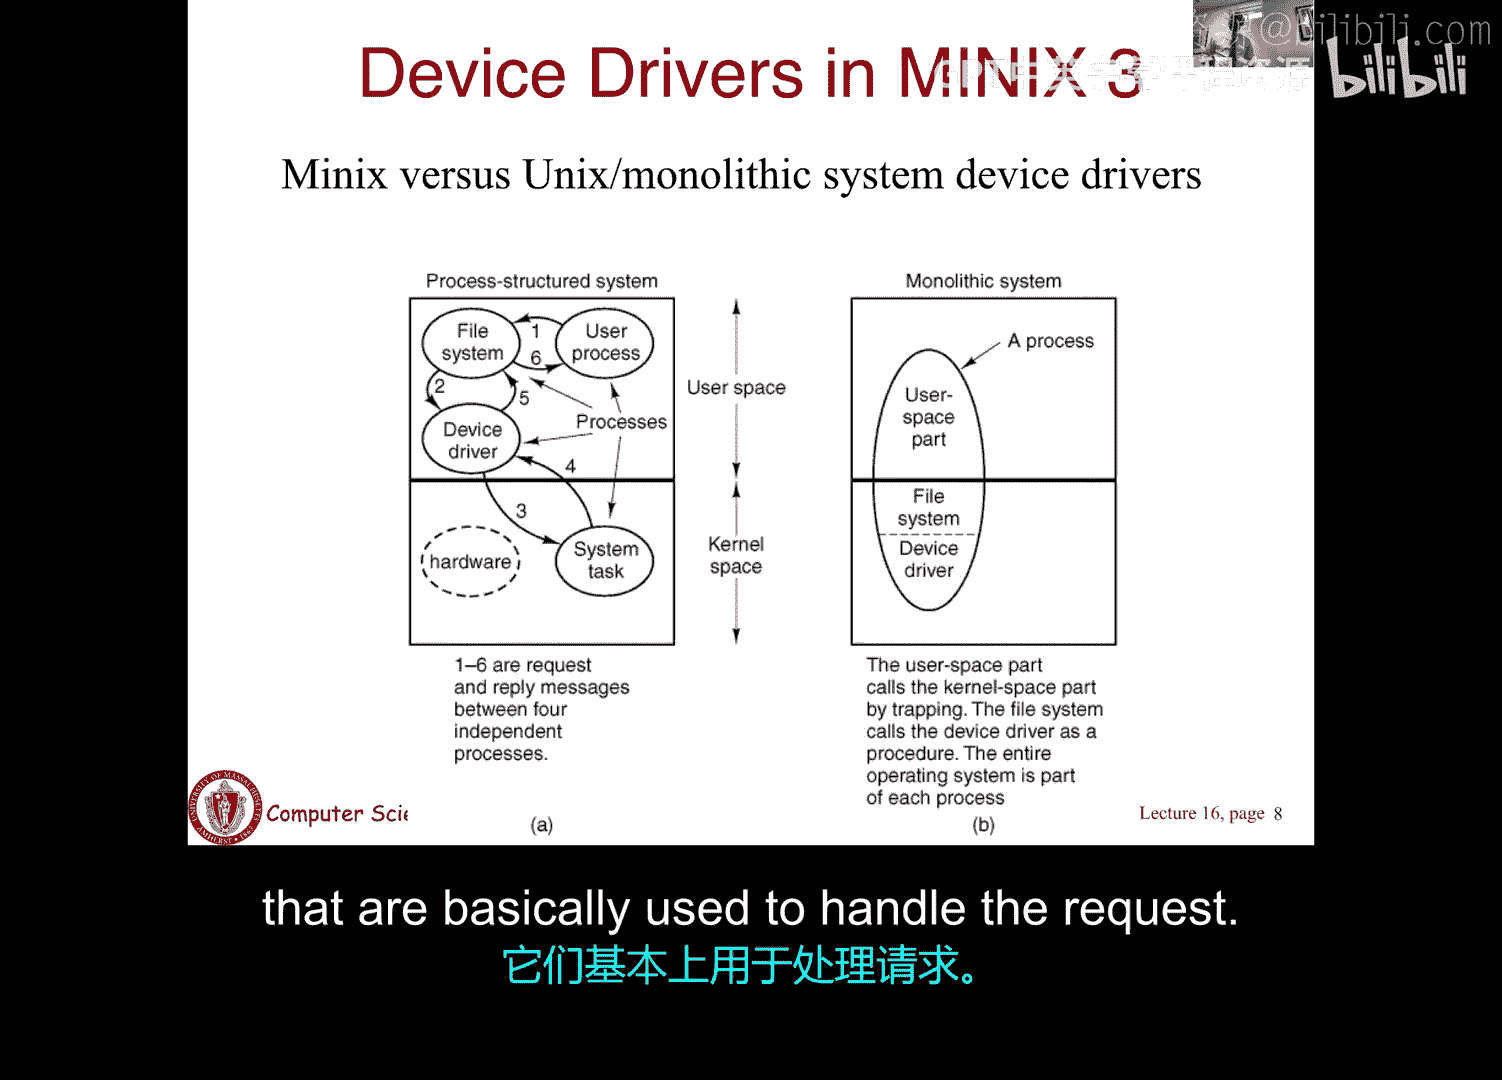 @bilibili.com
bilibili
Device Drivers in MINIX 3
Minix versus Unix/monolithic system device drivers
Process-structured system
File
system
1
6
User
process
2
5
Device
driver
Processes
4
3
hardware
System
task
User space
Kernel
space
Monolithic system
A process
User-
space
part
File
system
Device
driver
1–6 are request
and reply messages
between four
independent
processes.
(a)
The user-space part
calls the kernel-space part
by trapping. The file system
calls the device driver as a
procedure. The entire
operating system is part
of each process
(b)
Computer Scie
Lecture 16, page 8
that are basically used to handle the request.
它们基本上用于处理请求。